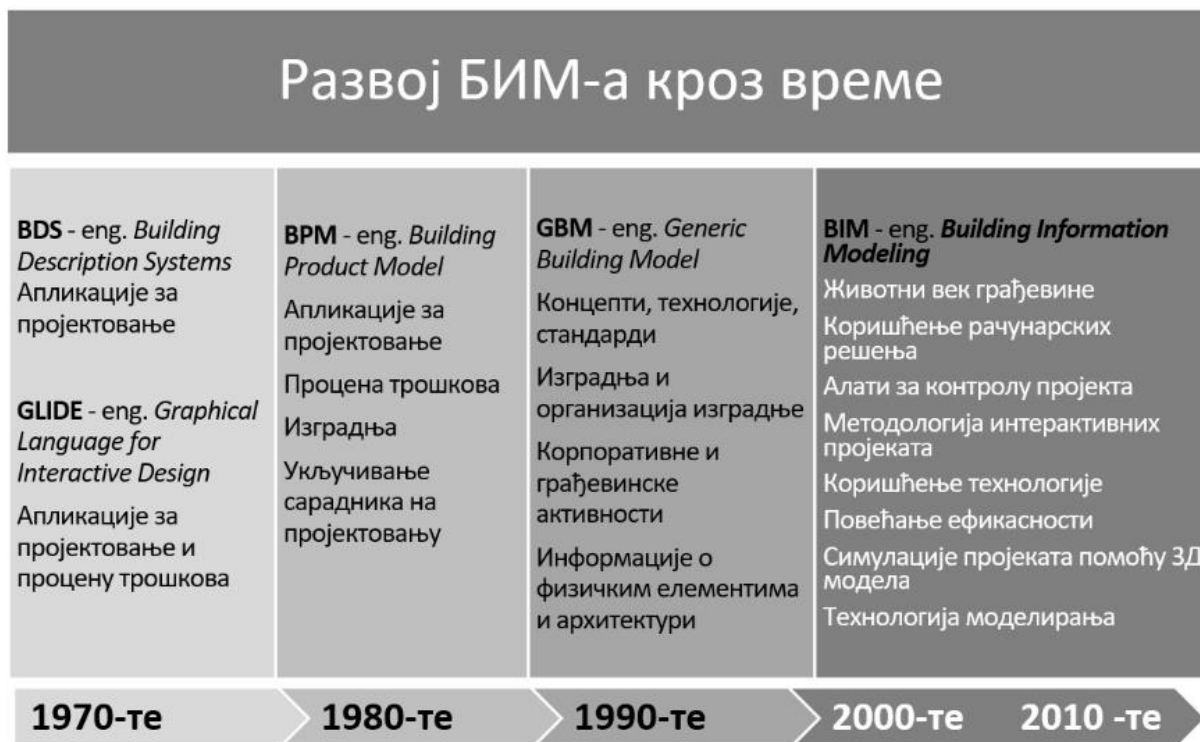 Развој БИМ-а кроз време
BDS - eng. Building
Description Systems
Апликације за
пројектовање
GLIDE - eng. Graphical
Language for
Interactive Design
Апликације за
пројектовање и
процену трошкова
BPM - eng. Building
Product Model
Апликације за
пројектовање
Процена трошкова
Изградња
Укључивање
сарадника на
пројектовању
GBM - eng. Generic
Building Model
Концепти, технологије,
стандарди
Изградња и
организација изградње
Корпоративне и
грађевинске
активности
Информације о
физичким елементима
и архитектури
BIM - eng. Building Information
Modeling
Животни век грађевине
Коришћење рачунарских
решења
Алати за контролу пројекта
Методологија интерактивних
пројеката
Коришћење технологије
Повећање ефикасности
Симулације пројеката помоћу 3Д
модела
Технологија моделирања
1970-те
1980-те
1990-те
2000-те
2010 -те